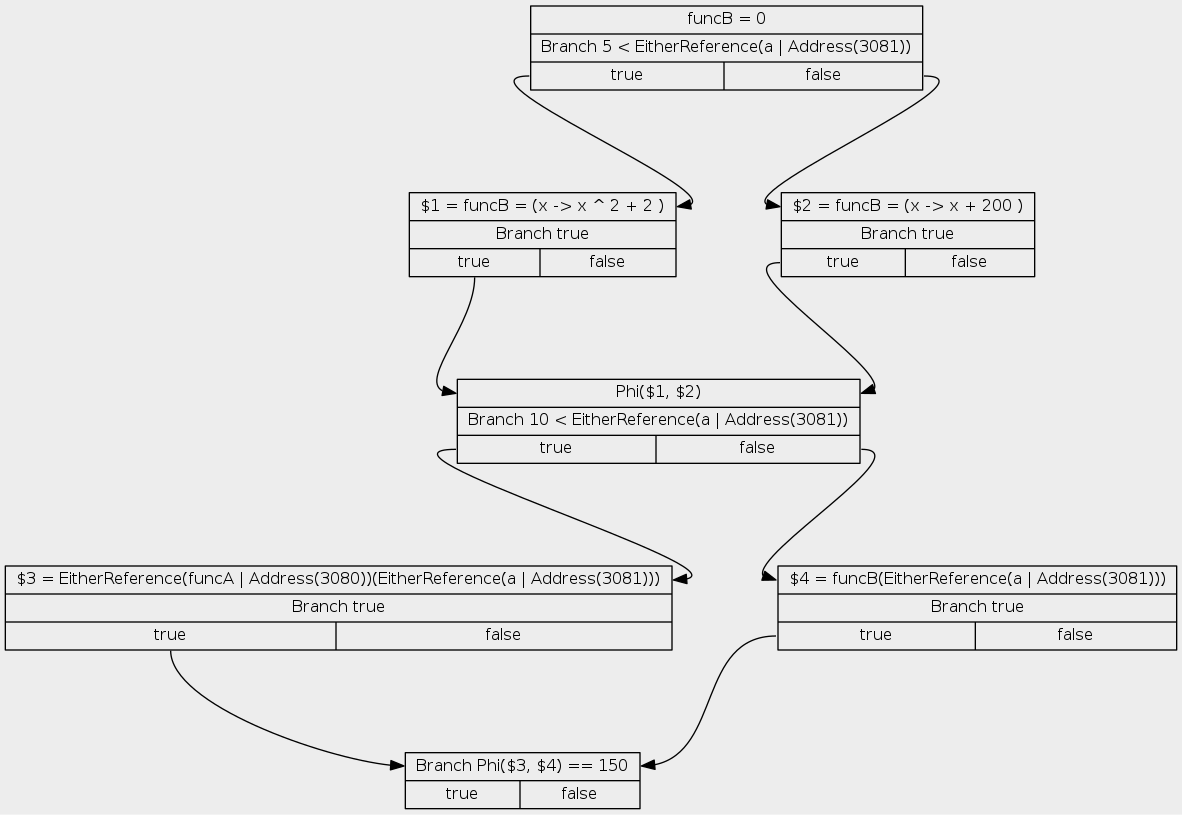 funcB = 0
Branch 5 < EitherReference(a | Address(3081))
true false
$1 = funcB = (x -> x ^ 2 + 2 )
Branch true
true false
$2 = funcB = (x -> x + 200 )
Branch true
true false
Phi($1, $2)
Branch 10 < EitherReference(a | Address(3081))
true false
$3 = EitherReference(funcA | Address(3080))(EitherReference(a | Address(3081)))
Branch true
true false
$4 = funcB(EitherReference(a | Address(3081)))
Branch true
true false
Branch Phi($3, $4) == 150
true false